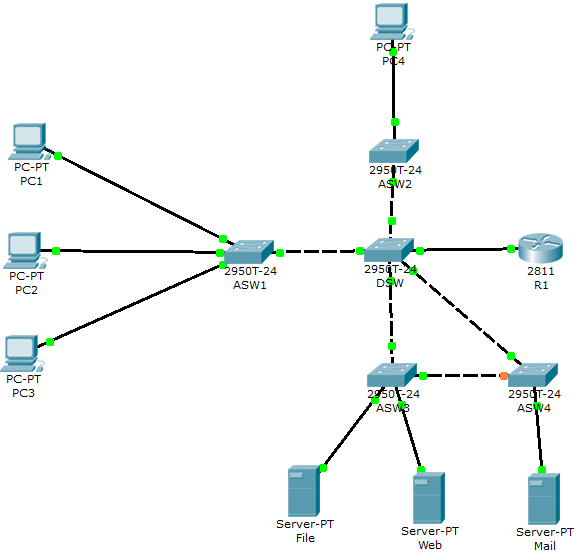 PC-PT
PC4
2950T-24
ASW2
PC-PT
PC1
PC-PT
PC2
2950T-24
ASW1
2950T-24
DSW
2811
R1
PC-PT
PC3
2950T-24
ASW3
2950T-24
ASW4
Server-PT
File
Server-PT
Web
Server-PT
Mail